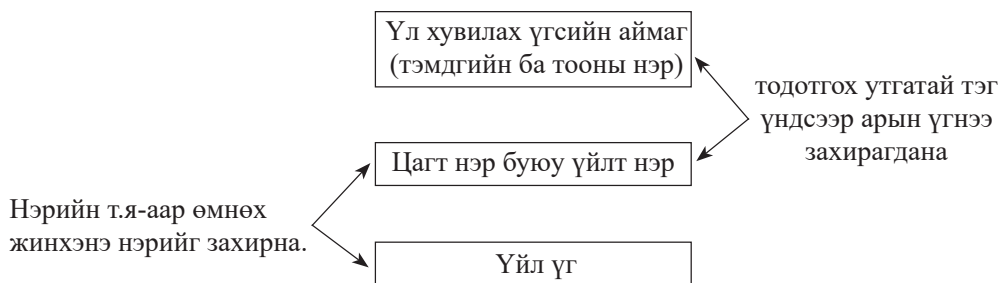 Үл хувилах үгсийн аймаг
(тэмдгийн ба тооны нэр)
тодотгох утгатай тэг
үндсээр арын үгнээ
захирагдана
Цагт нэр буюу үйлт нэр
Нэрийн т.я-аар өмнөх
жинхэнэ нэрийг захирна.
Үйл үг